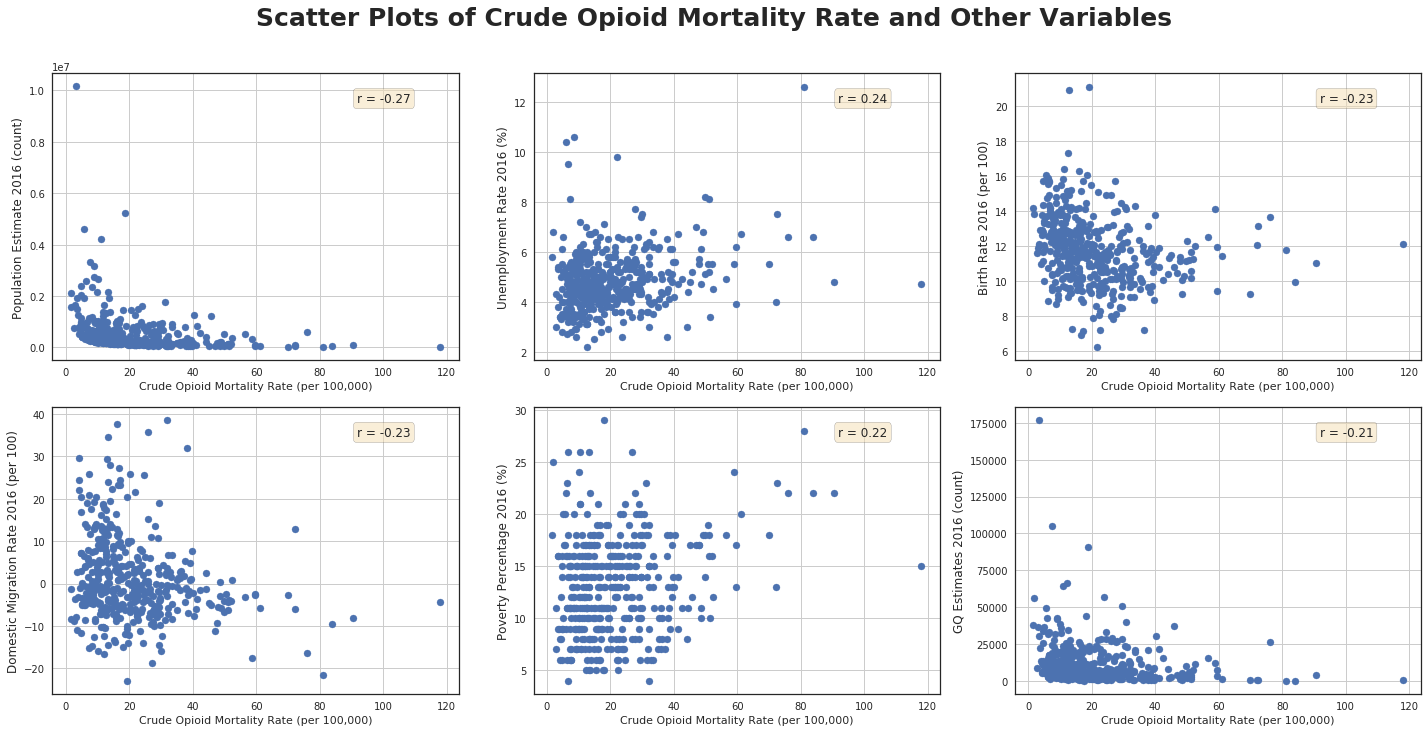 Scatter Plots of Crude Opioid Mortality Rate and Other Variables
1e7
1.0
0.8
0.6
0.4
0.2
0.0
Population Estimate 2016 (count)
r = -0.27
0 20 40 60 80 100 120
Crude Opioid Mortality Rate (per 100,000)
12
10
8
6
4
2
Unemployment Rate 2016 (%)
r = 0.24
0 20 40 60 80 100 120
Crude Opioid Mortality Rate (per 100,000)
20
18
16
14
12
10
8
6
Birth Rate 2016 (per 100)
r = -0.23
0 20 40 60 80 100 120
Crude Opioid Mortality Rate (per 100,000)
40
30
20
10
0
−10
−20
Domestic Migration Rate 2016 (per 100)
r = -0.23
0 20 40 60 80 100 120
Crude Opioid Mortality Rate (per 100,000)
30
25
20
15
10
5
Poverty Percentage 2016 (%)
r = 0.22
0 20 40 60 80 100 120
Crude Opioid Mortality Rate (per 100,000)
175000
150000
125000
100000
75000
50000
25000
0
GQ Estimates 2016 (count)
r = -0.21
0 20 40 60 80 100 120
Crude Opioid Mortality Rate (per 100,000)